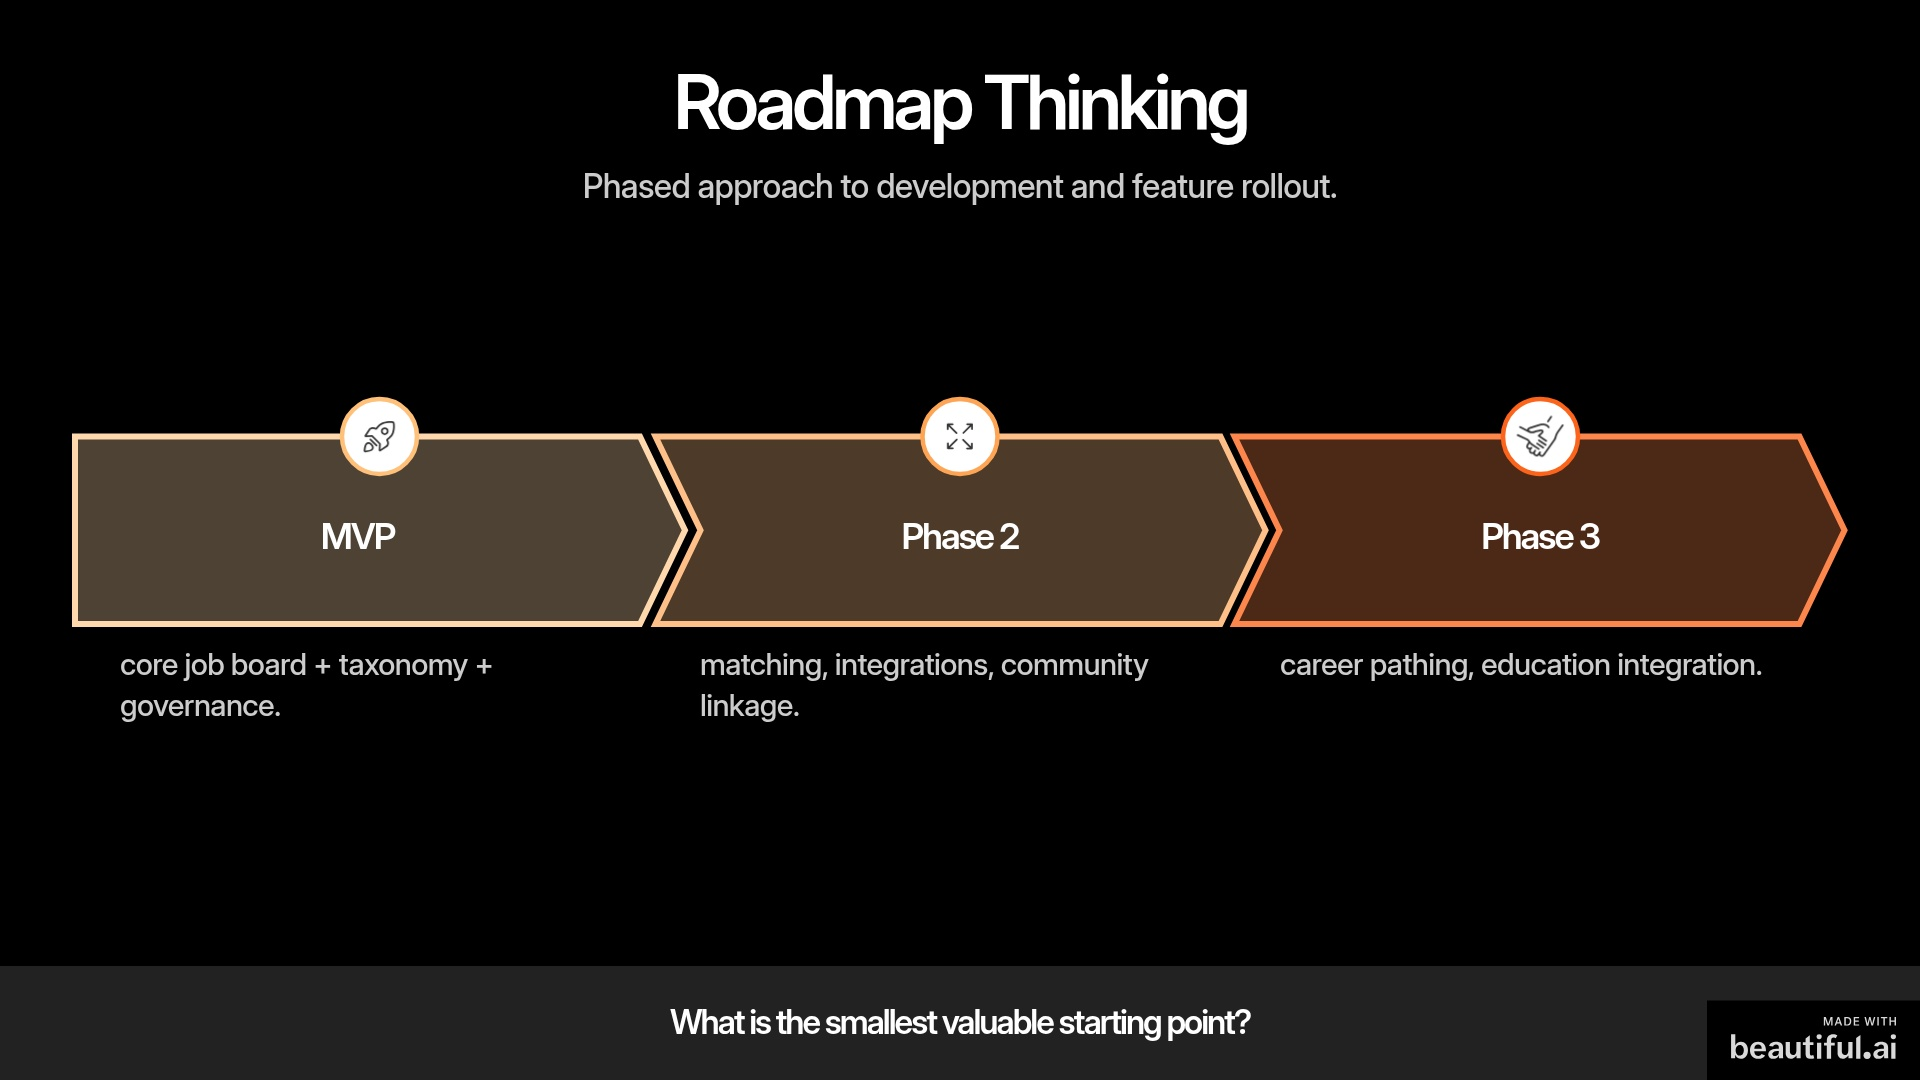 Roadmap Thinking
Phased approach to development and feature rollout.
MVP
Phase 2
Phase 3
core job board + taxonomy +
governance.
matching, integrations, community
linkage.
career pathing, education integration.
What is the smallest valuable starting point?
MADE WITH
beautiful.ai